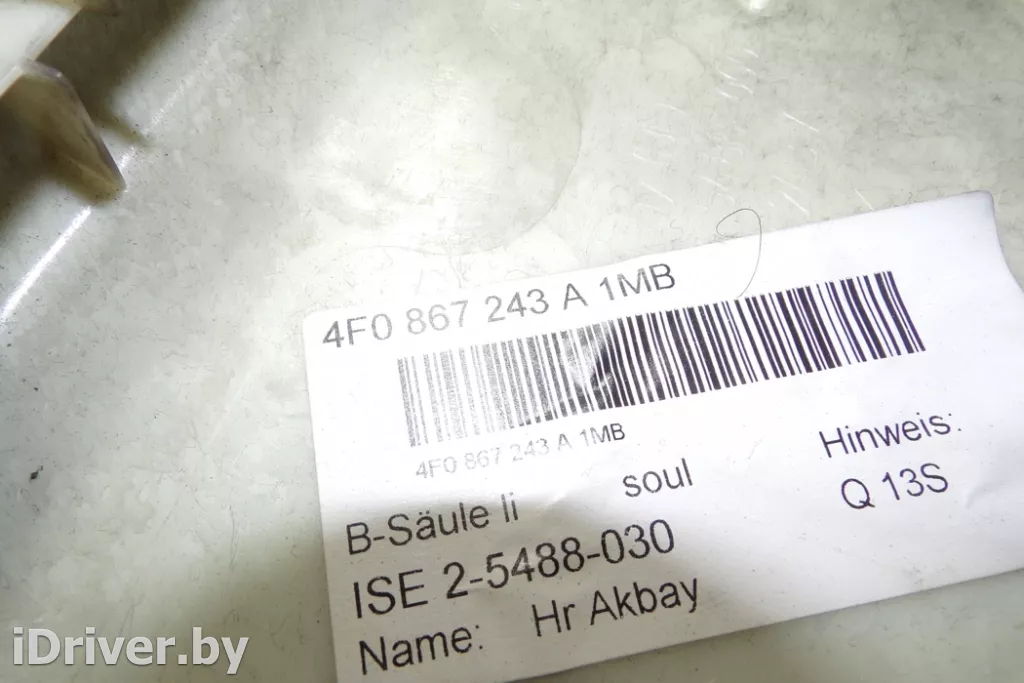 4F0 867 243 A 1MB
4F0 867 243 A 1MB
B-Säule li soul
Hinweis:
Q 13S
ISE 2-5488-030
Name: Hr Akbay
iDriver.by